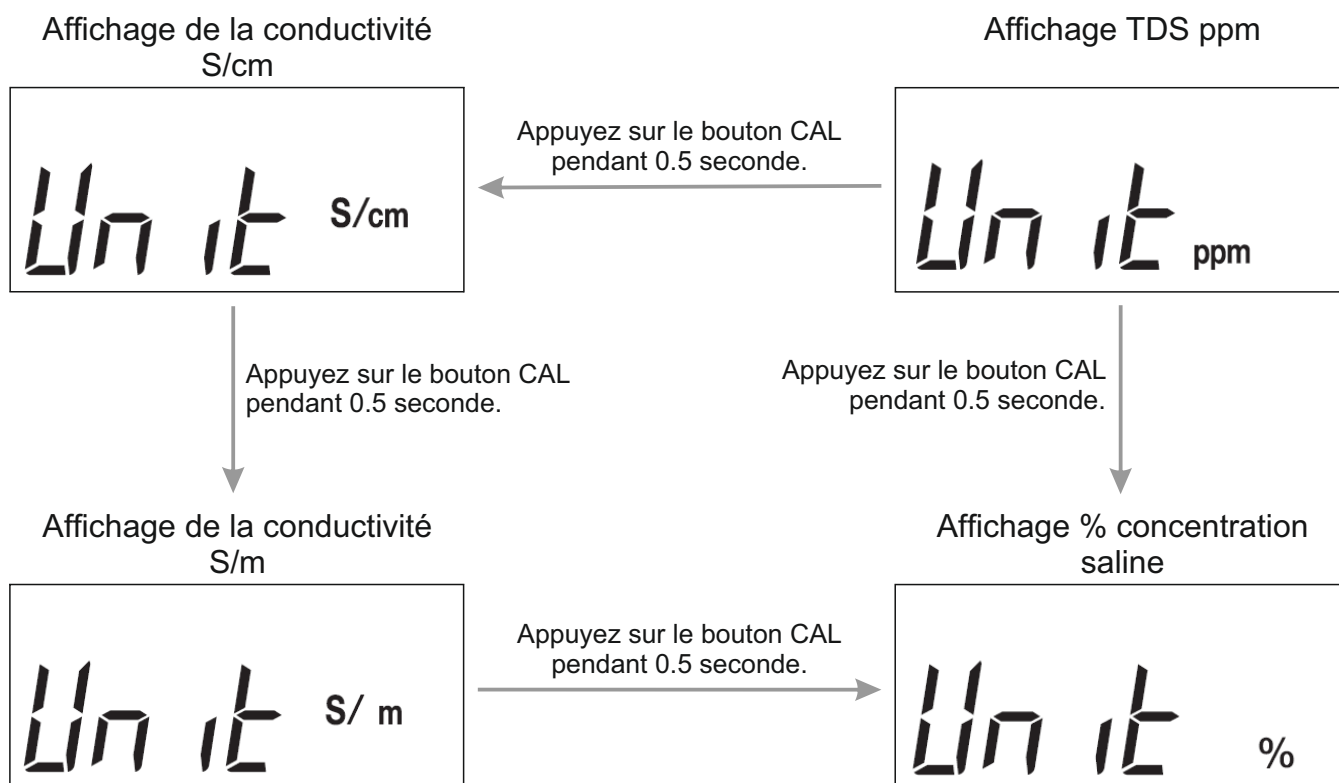 Affichage de la conductivité
S/cm
Affichage TDS ppm
Unit S/cm
Appuyez sur le bouton CAL
pendant 0.5 seconde.
Unit ppm
Appuyez sur le bouton CAL
pendant 0.5 seconde.
Appuyez sur le bouton CAL
pendant 0.5 seconde.
Affichage de la conductivité
S/m
Affichage % concentration
saline
Unit S/ m
Appuyez sur le bouton CAL
pendant 0.5 seconde.
Unit %